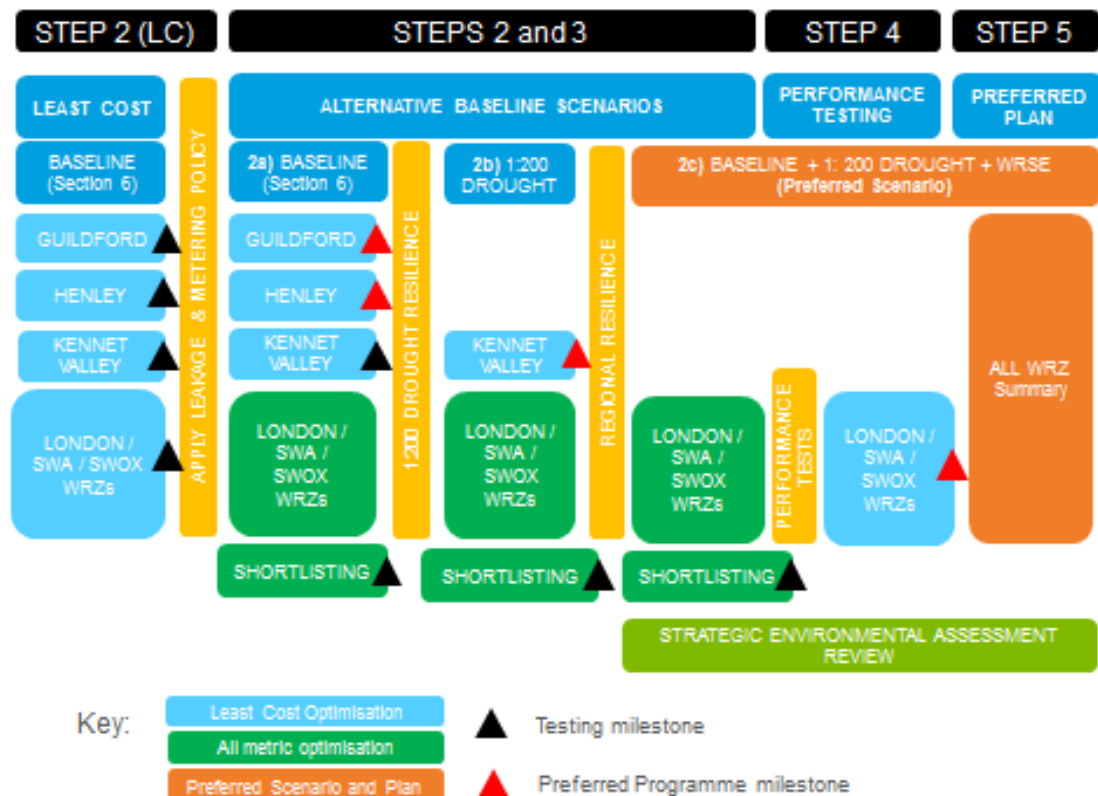 STEP 2 (LC)
STEPS 2 and 3
STEP 4
STEP 5
LEAST COST
ALTERNATIVE BASELINE SCENARIOS
PERFORMANCE
TESTING
PREFERRED
PLAN
BASELINE
(Section 6)
APPLY LEAKAGE & METERING POLICY
2a) BASELINE
(Section 6)
1:200 DROUGHT RESILIENCE
2b) 1:200
DROUGHT
REGIONAL RESILIENCE
2c) BASELINE + 1: 200 DROUGHT + WRSE
(Preferred Scenario)
GUILDFORD
GUILDFORD
HENLEY
HENLEY
KENNET
VALLEY
KENNET
VALLEY
KENNET
VALLEY
ALL WRZ
Summary
LONDON /
SWA / SWOX
WRZs
LONDON /
SWA /
SWOX
WRZs
LONDON /
SWA /
SWOX
WRZs
LONDON /
SWA /
SWOX
WRZs
PERFORMANCE
TESTS
LONDON /
SWA /
SWOX
WRZs
SHORTLISTING
SHORTLISTING
SHORTLISTING
STRATEGIC ENVIRONMENTAL ASSESSMENT
REVIEW
Key:
Least Cost Optimisation
All metric optimisation
Preferred Scenario and Plan
Testing milestone
Preferred Programme milestone